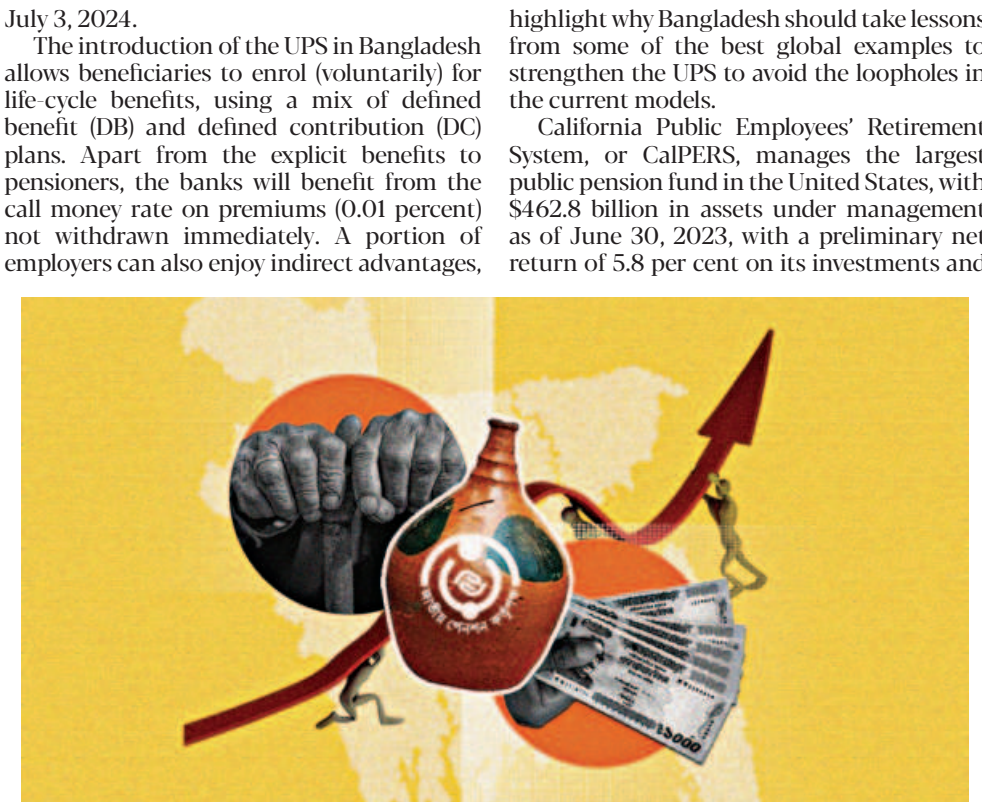 July 3, 2024.
The introduction of the UPS in Bangladesh
allows beneficiaries to enrol (voluntarily) for
life-cycle benefits, using a mix of defined
benefit (DB) and defined contribution (DC)
plans. Apart from the explicit benefits to
pensioners, the banks will benefit from the
call money rate on premiums (0.01 percent)
not withdrawn immediately. A portion of
employers can also enjoy indirect advantages,
highlight why Bangladesh should take lessons
from some of the best global examples to
strengthen the UPS to avoid the loopholes in
the current models.
California Public Employees’ Retirement
System, or CalPERS, manages the largest
public pension fund in the United States, with
$462.8 billion in assets under management
as of June 30, 2023, with a preliminary net
return of 5.8 per cent on its investments and
জাতীয় পেনশন কর্তৃপক্ষ
১০০০